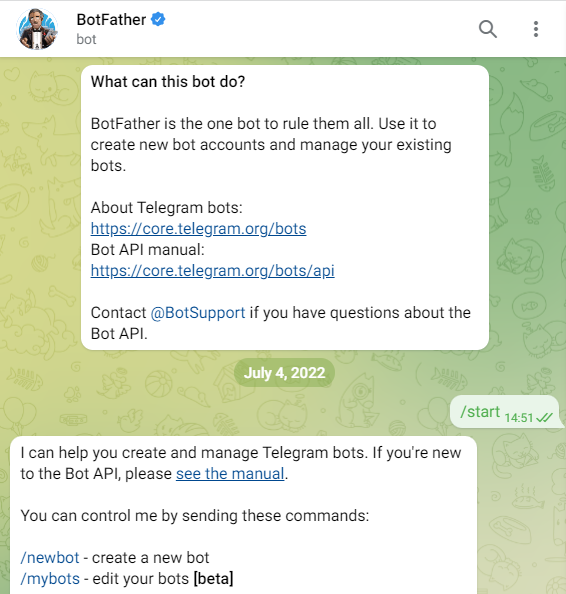 BotFather
bot
What can this bot do?
BotFather is the one bot to rule them all. Use it to
create new bot accounts and manage your existing
bots.
About Telegram bots:
https://core.telegram.org/bots
Bot API manual:
https://core.telegram.org/bots/api
Contact @BotSupport if you have questions about the
Bot API.
July 4, 2022
/start 14:51
I can help you create and manage Telegram bots. If you're new
to the Bot API, please see the manual.
You can control me by sending these commands:
/newbot - create a new bot
/mybots - edit your bots [beta]